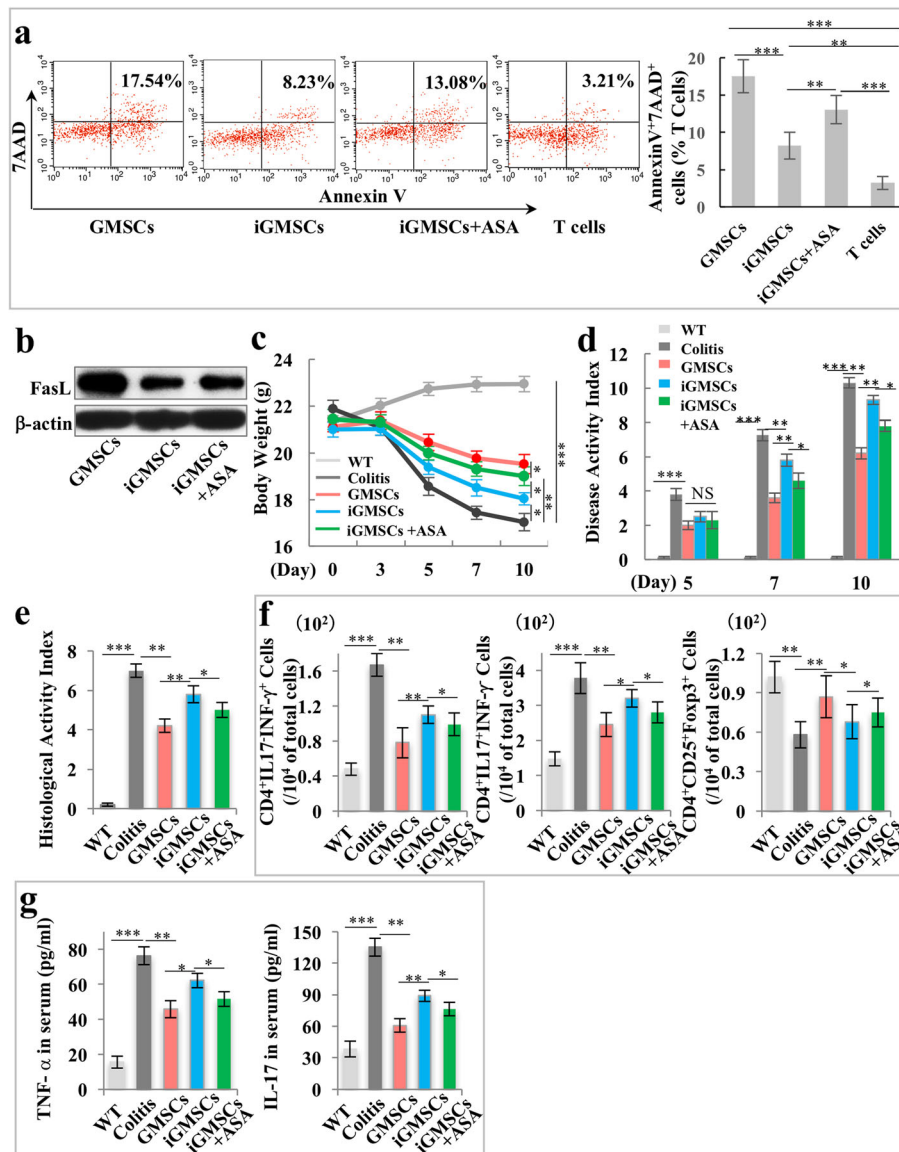 a
17.54%
8.23%
13.08%
3.21%
7AAD
Annexin V
GMSCs
iGMSCs
iGMSCs+ASA
T cells
***
***
**
**
***
AnnexinV⁺7AAD⁺
cells (% T Cells)
20
15
10
5
0
GMSCs
iGMSCs
iGMSCs+ASA
T cells
b
FasL
β-actin
GMSCs
iGMSCs
iGMSCs
+ASA
c
Body Weight (g)
24
22
20
18
16
WT
Colitis
GMSCs
iGMSCs
iGMSCs +ASA
*
*
*
**
***
(Day)
0
3
5
7
10
d
WT
Colitis
GMSCs
iGMSCs
iGMSCs
+ASA
Disease Activity Index
12
10
8
6
4
2
0
***
NS
***
**
**
*
***
**
**
*
(Day)
5
7
10
e
Histological Activity Index
8
6
4
2
0
***
**
**
*
WT
Colitis
GMSCs
iGMSCs
iGMSCs
+ASA
f
(10²)
CD4⁺IL17⁻INF-γ⁺ Cells
(/10⁴ of total cells)
1.6
1.2
0.8
0.4
0
***
**
**
*
WT
Colitis
GMSCs
iGMSCs
iGMSCs
+ASA
(10²)
CD4⁺IL17⁺INF-γ⁻ Cells
(/10⁴ of total cells)
4
3
2
1
0
***
**
*
*
WT
Colitis
GMSCs
iGMSCs
iGMSCs
+ASA
(10²)
CD4⁺CD25⁺Foxp3⁺ Cells
(/10⁴ of total cells)
1.2
0.9
0.6
0.3
0
**
**
*
*
WT
Colitis
GMSCs
iGMSCs
iGMSCs
+ASA
g
TNF- α in serum (pg/ml)
80
60
40
20
0
***
**
*
*
WT
Colitis
GMSCs
iGMSCs
iGMSCs
+ASA
IL-17 in serum (pg/ml)
150
120
90
60
30
0
***
**
**
*
WT
Colitis
GMSCs
iGMSCs
iGMSCs
+ASA